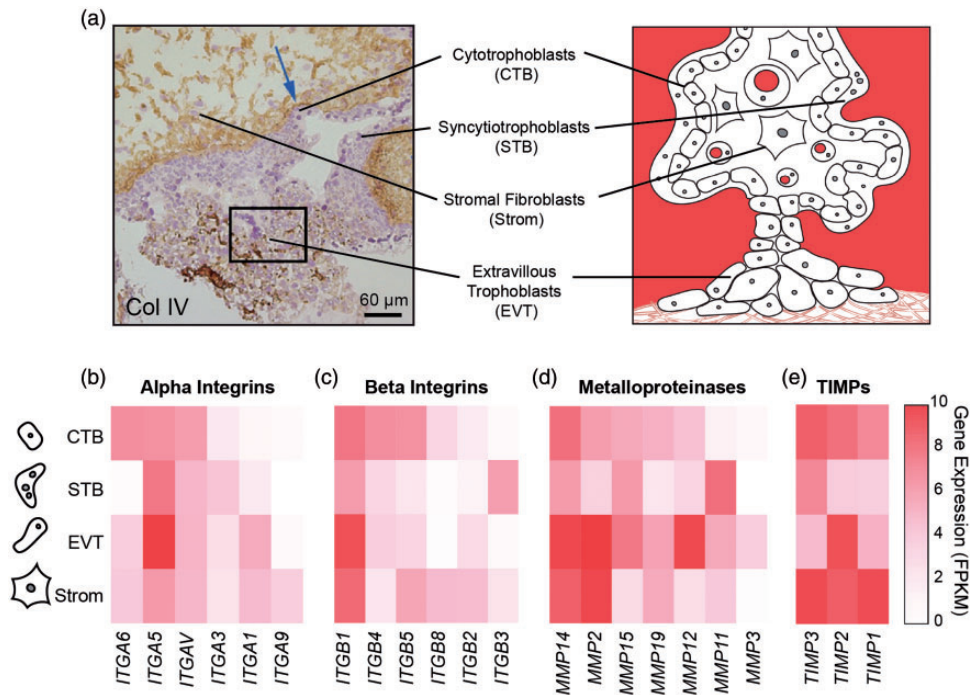 (a)
Cytotrophoblasts
(CTB)
Syncytiotrophoblasts
(STB)
Stromal Fibroblasts
(Strom)
Extravillous
Trophoblasts
(EVT)
Col IV
60 µm
(b) Alpha Integrins
(c) Beta Integrins
(d) Metalloproteinases
(e) TIMPs
CTB
STB
EVT
Strom
ITGA6 ITGA5 ITGAV ITGA3 ITGA1 ITGA9
ITGB1 ITGB4 ITGB5 ITGB8 ITGB2 ITGB3
MMP14 MMP2 MMP15 MMP19 MMP12 MMP11 MMP3
TIMP3 TIMP2 TIMP1
10
8
6
4
2
0
Gene Expression (FPKM)